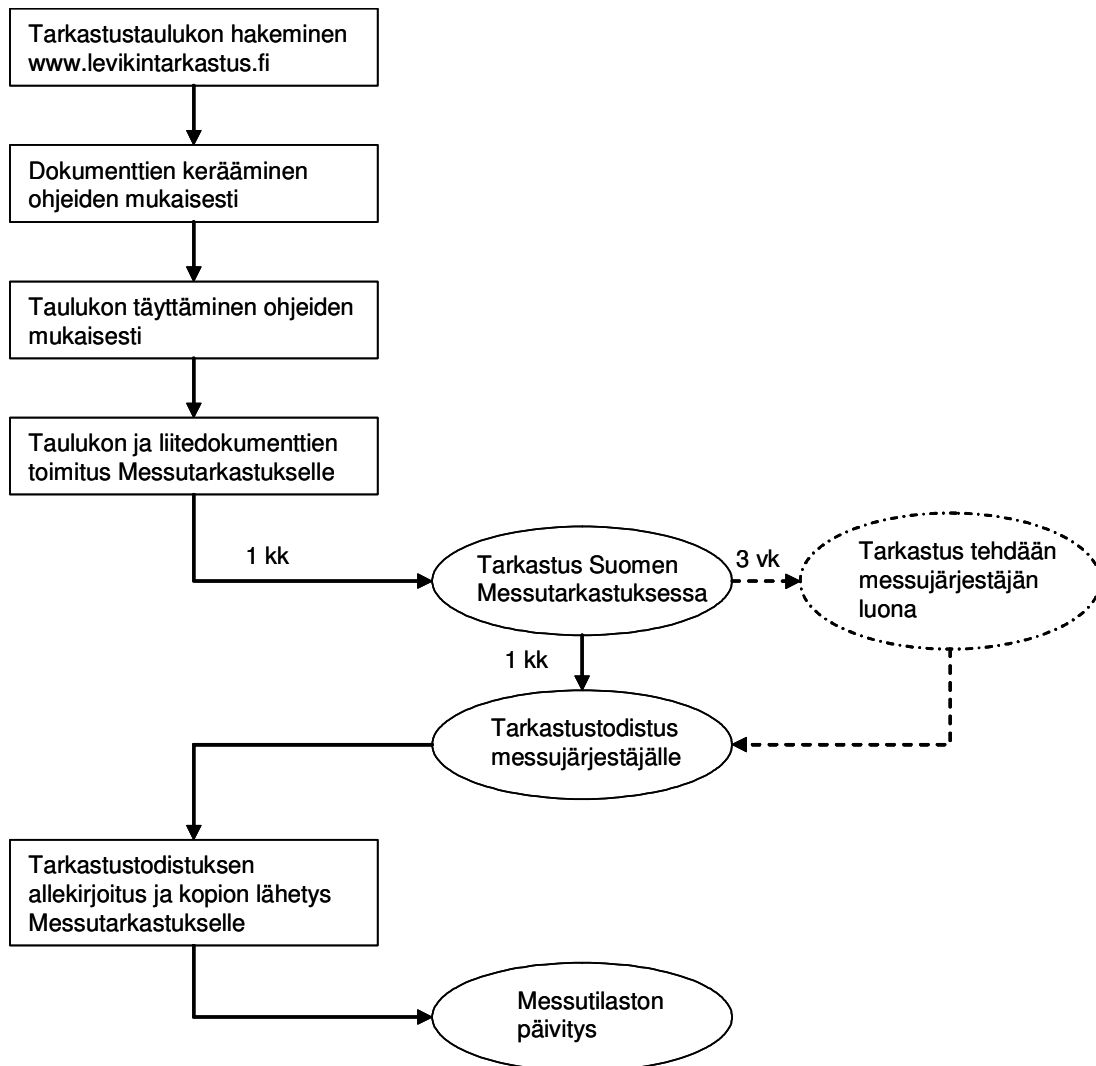 Tarkastustaulukon hakeminen
www.levikintarkastus.fi
Dokumenttien kerääminen
ohjeiden mukaisesti
Taulukon täyttäminen ohjeiden
mukaisesti
Taulukon ja liitedokumenttien
toimitus Messutarkastukselle
1 kk
Tarkastus Suomen
Messutarkastuksessa
3 vk
Tarkastus tehdään
messujärjestäjän
luona
1 kk
Tarkastustodistus
messujärjestäjälle
Tarkastustodistuksen
allekirjoitus ja kopion lähetys
Messutarkastukselle
Messutilaston
päivitys